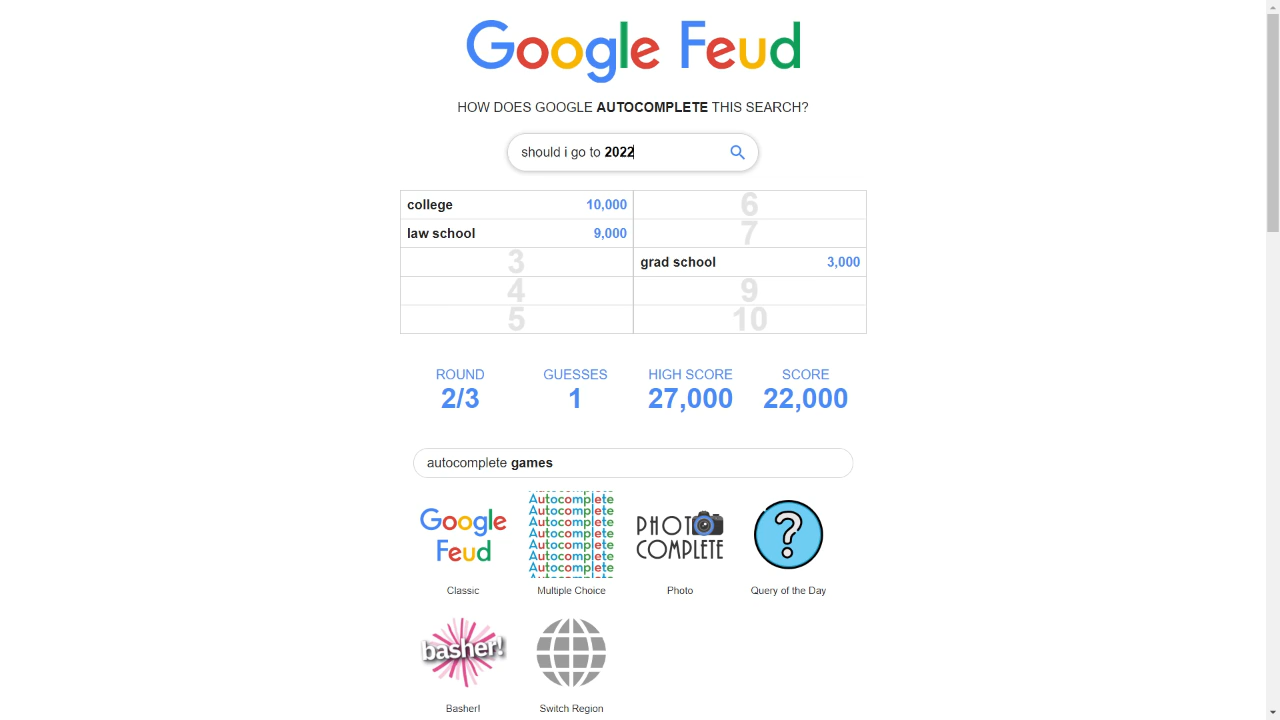 Google Feud
HOW DOES GOOGLE AUTOCOMPLETE THIS SEARCH?
should i go to 2022
college 10,000 6
law school 9,000 7
3 grad school 3,000
4 9
5 10
ROUND GUESSES HIGH SCORE SCORE
2/3 1 27,000 22,000
autocomplete games
Google
Feud
Autocomplete
Autocomplete
Autocomplete
Autocomplete
Autocomplete
Autocomplete
Autocomplete
PHOTO
COMPLETE
?
Classic Multiple Choice Photo Query of the Day
basher!
Basher! Switch Region